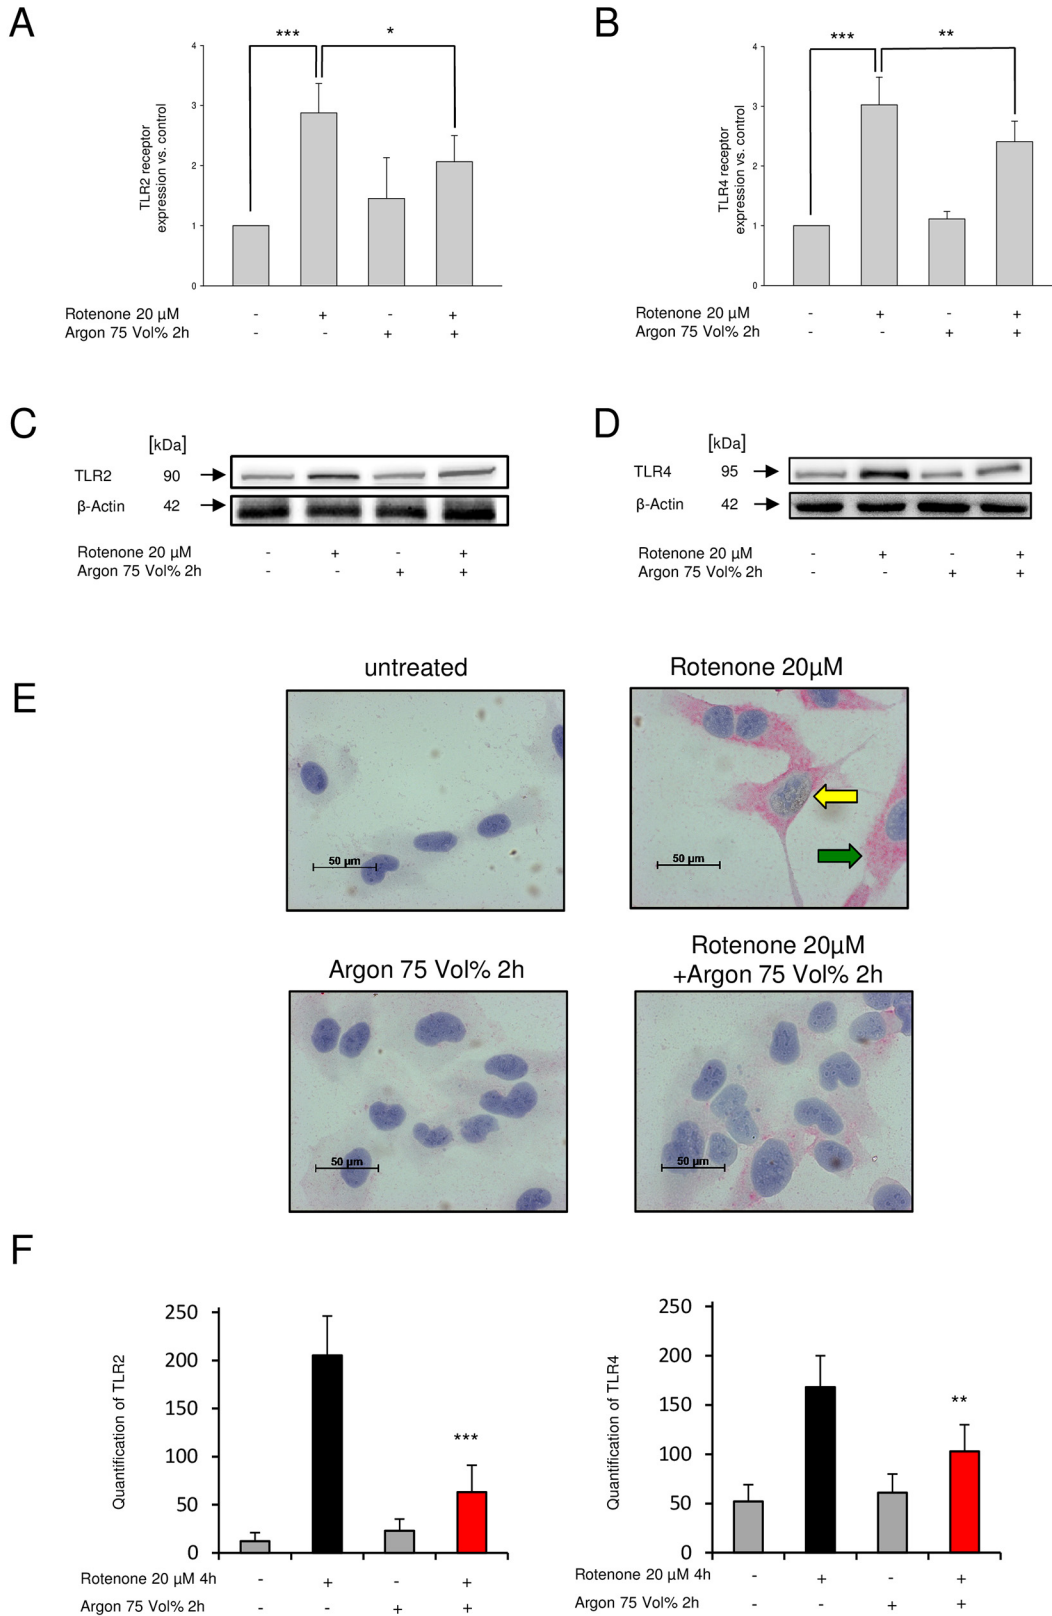 A
***
*
4
3
2
1
0
TLR2 receptor
expression vs. control
Rotenone 20 µM - + - +
Argon 75 Vol% 2h - - + +
B
***
**
4
3
2
1
0
TLR4 receptor
expression vs. control
Rotenone 20 µM - + - +
Argon 75 Vol% 2h - - + +
C
[kDa]
TLR2 90
β-Actin 42
Rotenone 20 µM - + - +
Argon 75 Vol% 2h - - + +
D
[kDa]
TLR4 95
β-Actin 42
Rotenone 20 µM - + - +
Argon 75 Vol% 2h - - + +
E
untreated
50 µm
Rotenone 20µM
50 µm
Argon 75 Vol% 2h
50 µm
Rotenone 20µM
+Argon 75 Vol% 2h
50 µm
F
250
200
150
100
50
0
Quantification of TLR2
***
Rotenone 20 µM 4h - + - +
Argon 75 Vol% 2h - - + +
250
200
150
100
50
0
Quantification of TLR4
**
Rotenone 20 µM 4h - + - +
Argon 75 Vol% 2h - - + +